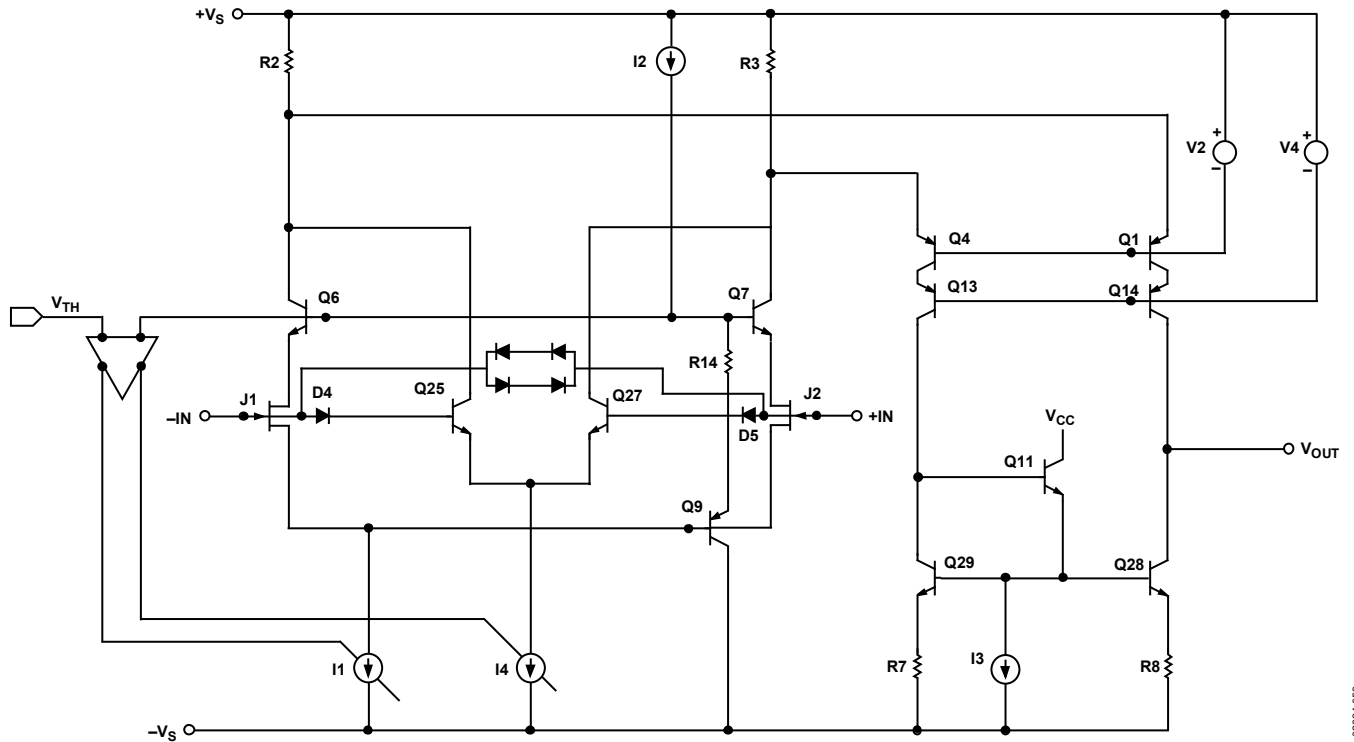 +VS
R2
I2
R3
V2
+
−
V4
+
−
Q4
Q1
Q13
Q14
VTH
Q6
Q7
R14
J1
D4
Q25
Q27
D5
J2
−IN
+IN
VCC
Q11
VOUT
Q9
Q29
Q28
I1
I4
R7
I3
R8
−VS